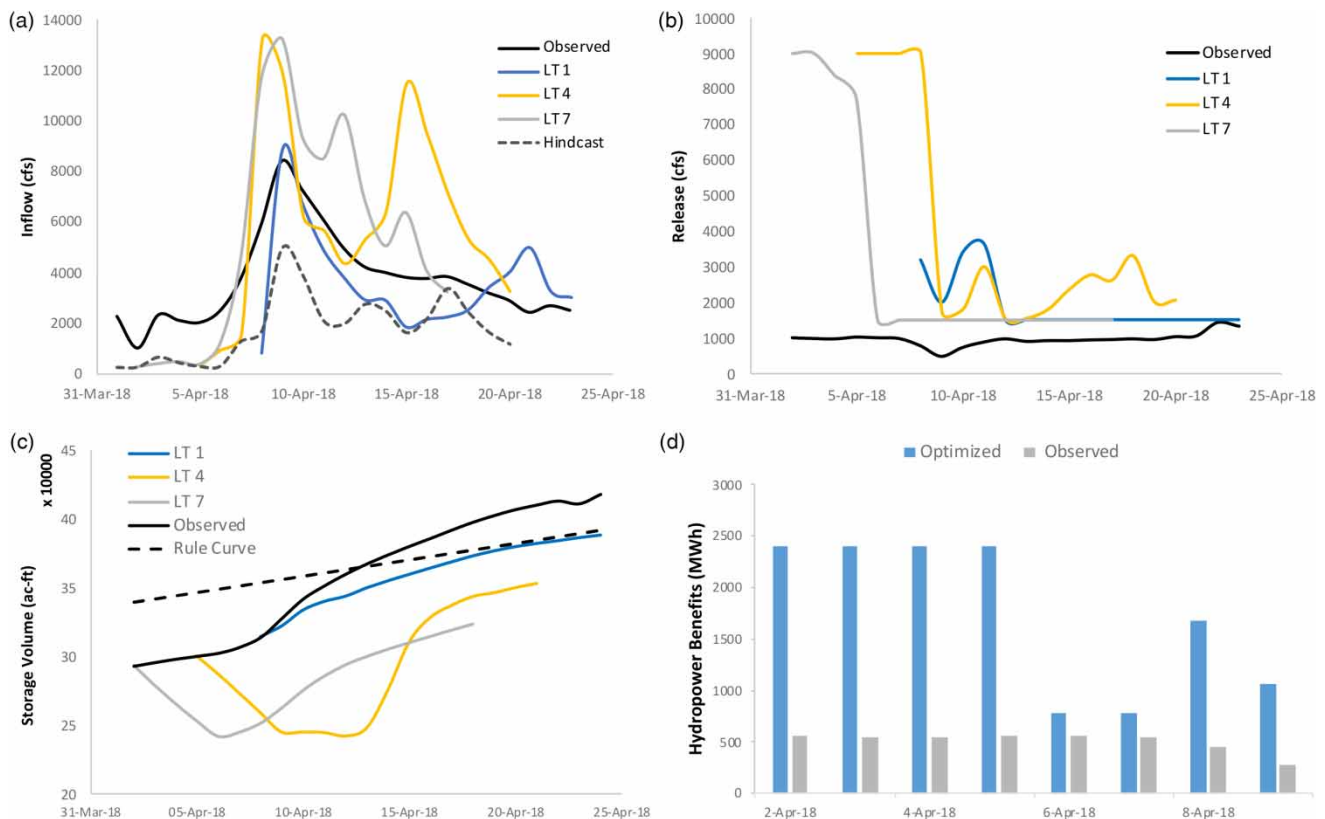 (a)
14000
12000
10000
8000
6000
4000
2000
0
Inflow (cfs)
31-Mar-18 5-Apr-18 10-Apr-18 15-Apr-18 20-Apr-18 25-Apr-18
Observed
LT 1
LT 4
LT 7
Hindcast
(b)
10000
9000
8000
7000
6000
5000
4000
3000
2000
1000
0
Release (cfs)
31-Mar-18 5-Apr-18 10-Apr-18 15-Apr-18 20-Apr-18 25-Apr-18
Observed
LT 1
LT 4
LT 7
(c)
x 10000
45
40
35
30
25
20
Storage Volume (ac-ft)
31-Mar-18 05-Apr-18 10-Apr-18 15-Apr-18 20-Apr-18 25-Apr-18
LT 1
LT 4
LT 7
Observed
Rule Curve
(d)
Optimized Observed
3000
2500
2000
1500
1000
500
0
Hydropower Benefits (MWh)
2-Apr-18 4-Apr-18 6-Apr-18 8-Apr-18